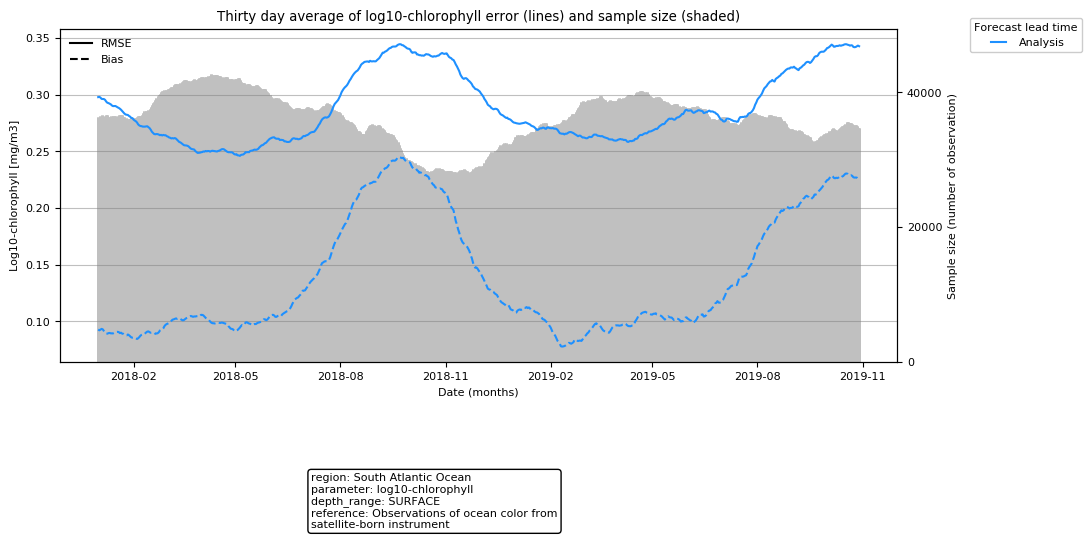 Thirty day average of log10-chlorophyll error (lines) and sample size (shaded)
Forecast lead time
Analysis
RMSE
Bias
0.35
0.30
0.25
0.20
0.15
0.10
Log10-chlorophyll [mg/m3]
40000
20000
0
Sample size (number of observation)
2018-02
2018-05
2018-08
2018-11
2019-02
2019-05
2019-08
2019-11
Date (months)
region: South Atlantic Ocean
parameter: log10-chlorophyll
depth_range: SURFACE
reference: Observations of ocean color from
satellite-born instrument